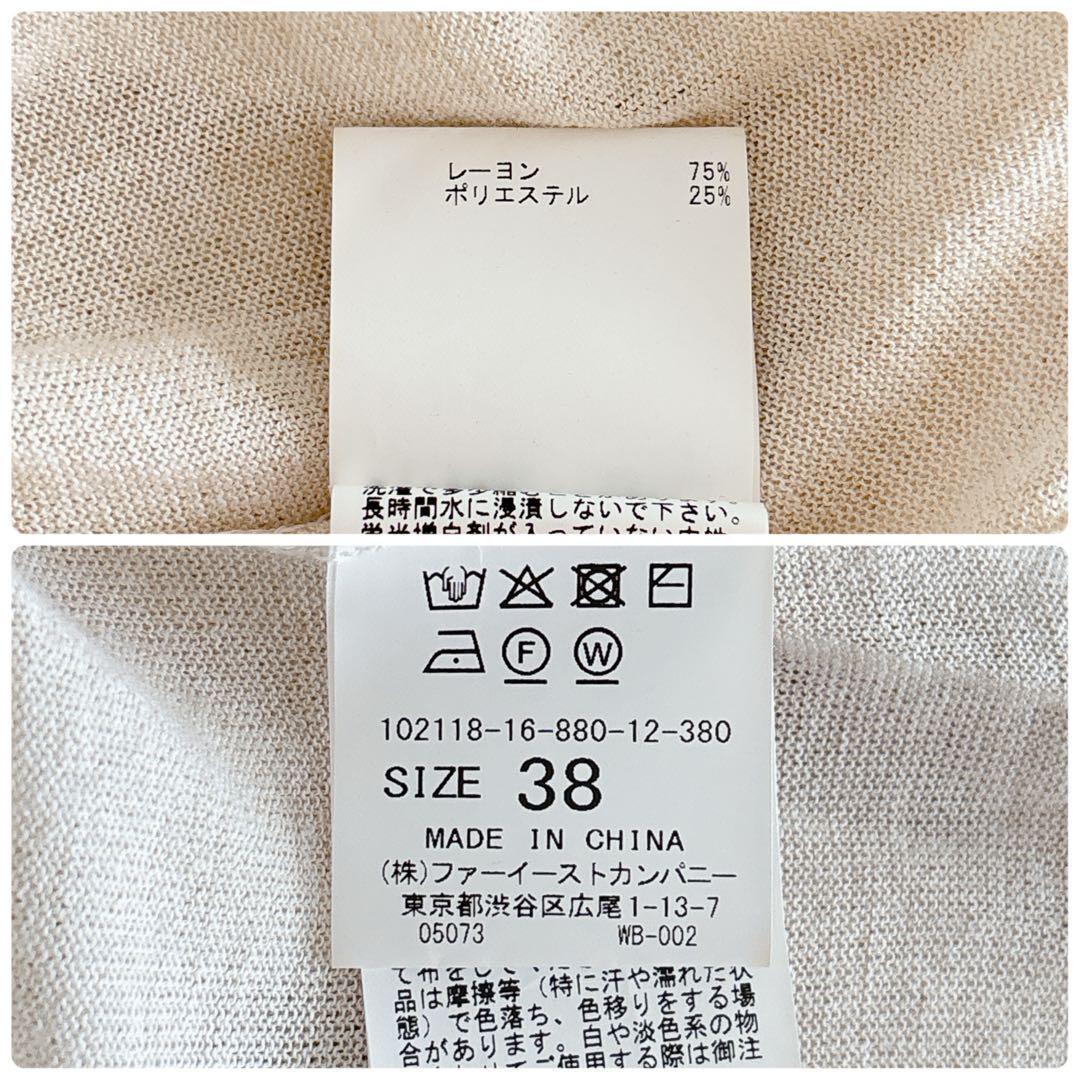 レーヨン 75%
ポリエステル 25%
長時間水に浸漬しないで下さい。
F W
102118-16-880-12-380
SIZE 38
MADE IN CHINA
(株)ファーイーストカンパニー
東京都渋谷区広尾1-13-7
05073 WB-002
品は摩擦等(特に汗や濡れた状
態)で色落ち、色移りをする場
合があります。白や淡色系の物